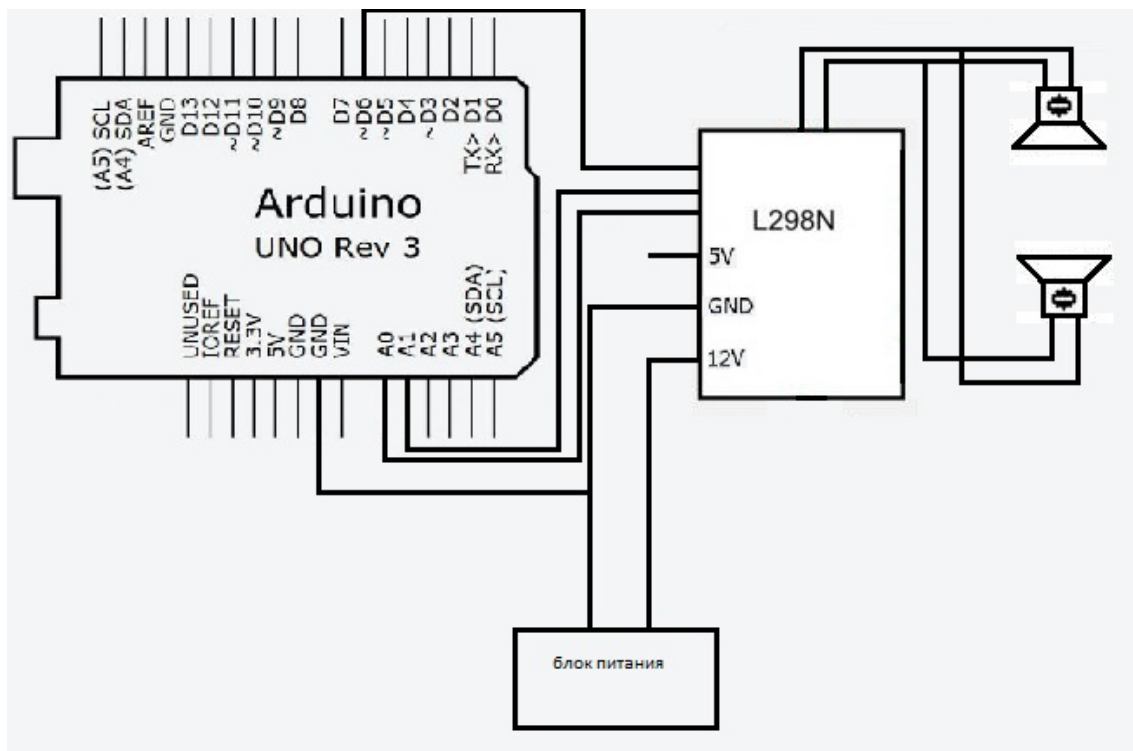 (A5) SCL
(A4) SDA
AREF
GND
D13
D12
~D11
~D10
~D9
D8
D7
~D6
~D5
D4
~D3
D2
TX> D1
RX> D0
Arduino
UNO Rev 3
UNUSED
IOREF
RESET
3.3V
5V
GND
GND
VIN
A0
A1
A2
A3
A4 (SDA)
A5 (SCL)
L298N
5V
GND
12V
блок питания